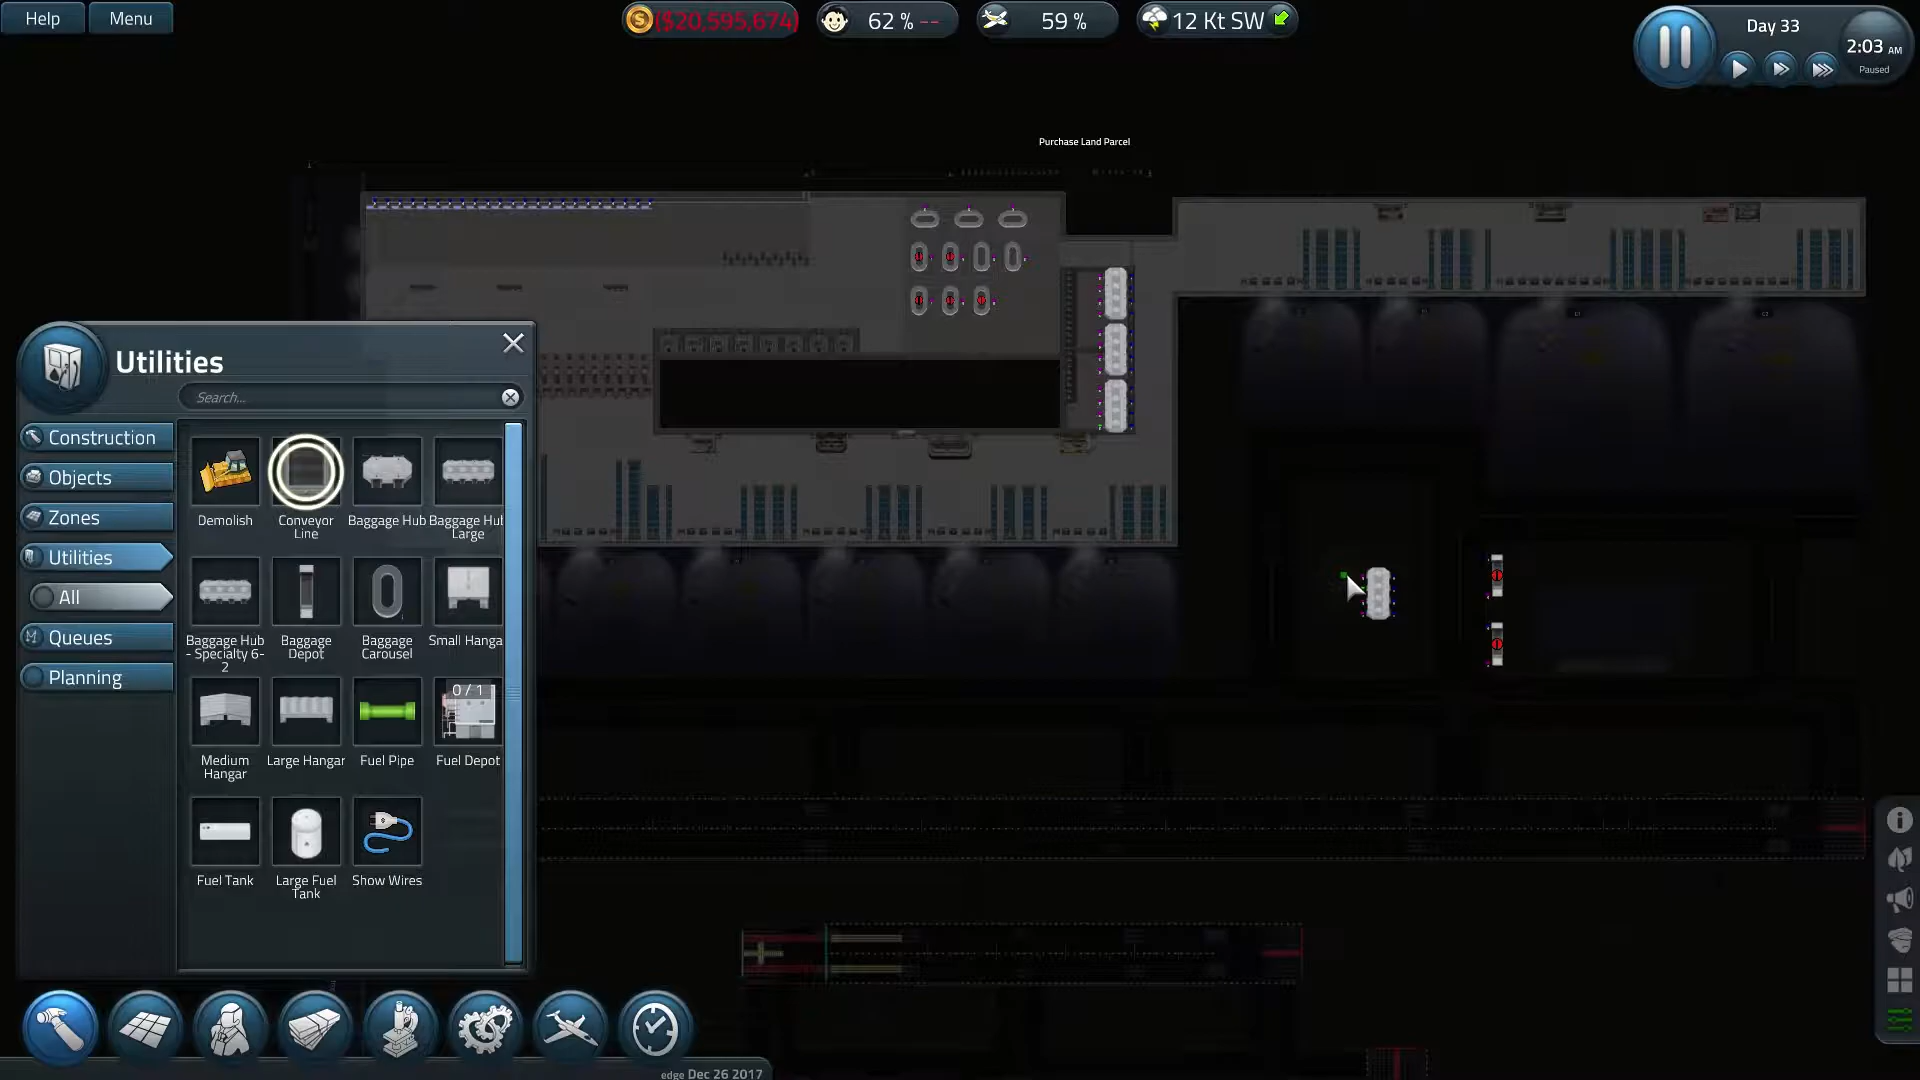 Help
Menu
($20,595,674)
62 % --
59 %
12 Kt SW
Day 33
2:03 AM
Paused
Purchase Land Parcel
Utilities
Search...
Construction
Objects
Zones
Utilities
All
Queues
Planning
Demolish
Conveyor
Line
Baggage Hub
Baggage Hub
Large
Baggage Hub
- Specialty 6-
2
Baggage
Depot
Baggage
Carousel
Small Hanga
Medium
Hangar
Large Hangar
Fuel Pipe
0 / 1
Fuel Depot
Fuel Tank
Large Fuel
Tank
Show Wires
edge Dec 26 2017